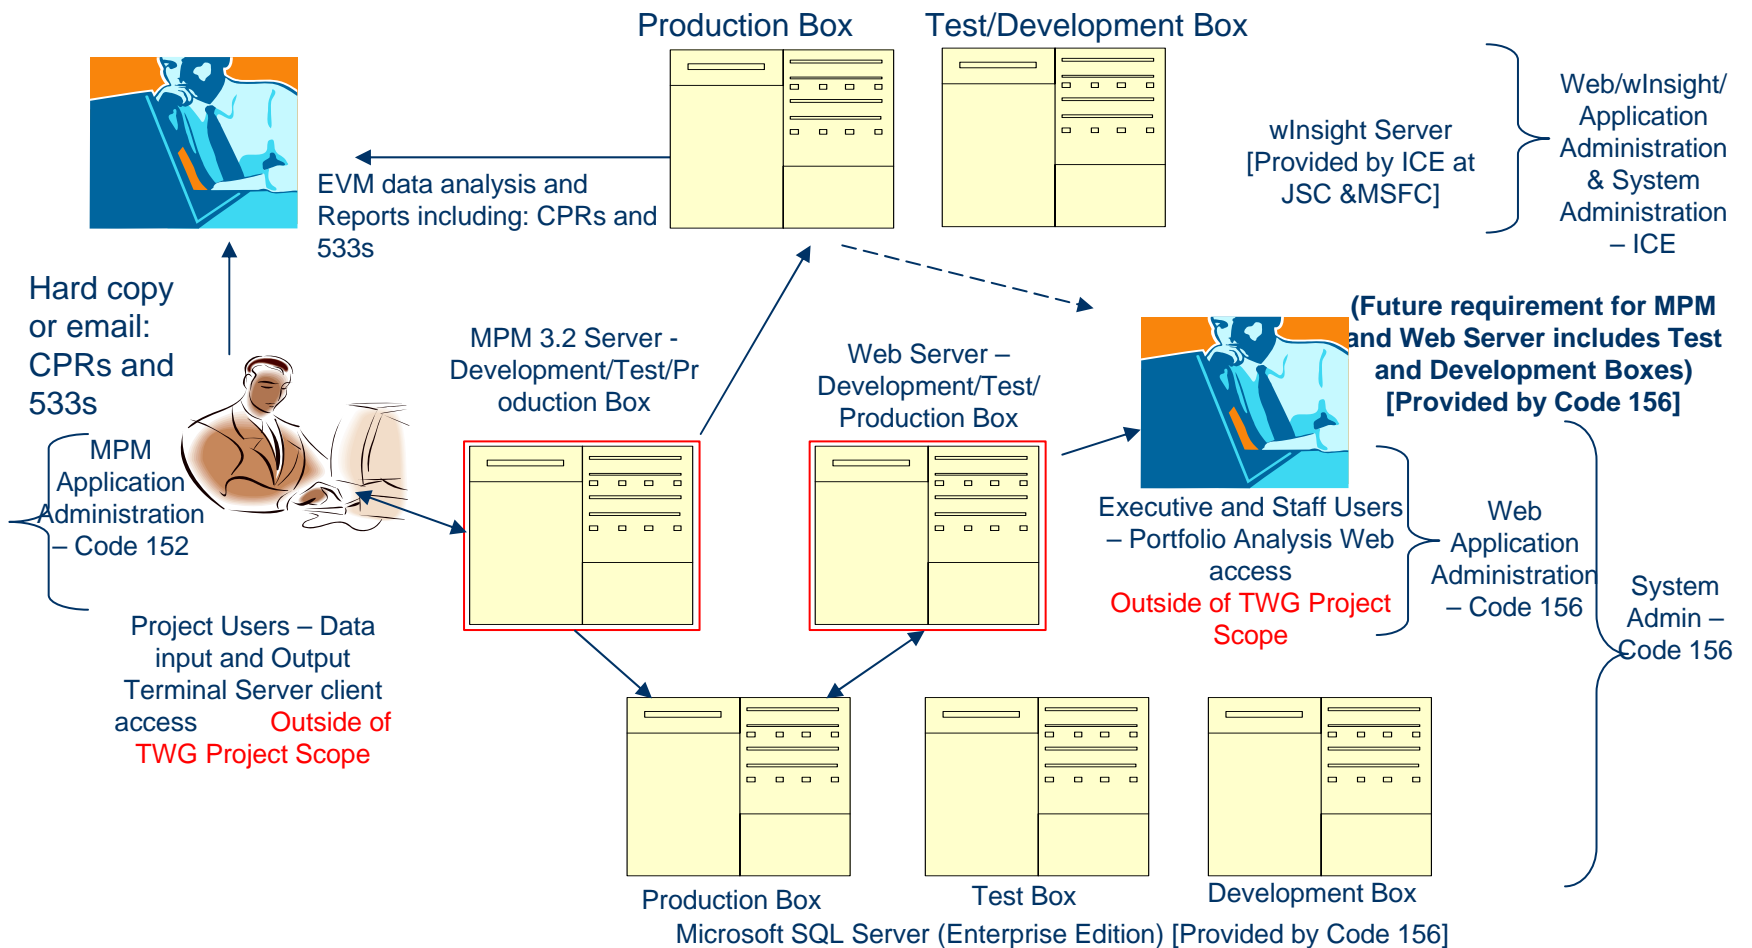 Production Box
Test/Development Box
wInsight Server
[Provided by ICE at
JSC &MSFC]
Web/wInsight/
Application
Administration
& System
Administration
– ICE
EVM data analysis and
Reports including: CPRs and
533s
Hard copy
or email:
CPRs and
533s
MPM 3.2 Server -
Development/Test/Pr
oduction Box
Web Server –
Development/Test/
Production Box
(Future requirement for MPM
and Web Server includes Test
and Development Boxes)
[Provided by Code 156]
MPM
Application
Administration
– Code 152
Executive and Staff Users
– Portfolio Analysis Web
access
Outside of TWG Project
Scope
Web
Application
Administration
– Code 156
System
Admin –
Code 156
Project Users – Data
input and Output
Terminal Server client
access Outside of
TWG Project Scope
Production Box
Test Box
Development Box
Microsoft SQL Server (Enterprise Edition) [Provided by Code 156]